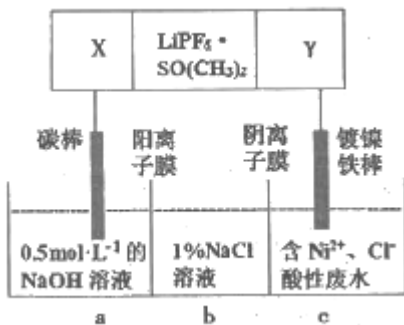 X
LiPF₆·
SO(CH₃)₂
Y
碳棒
阳离
子膜
阴离
子膜
镀镍
铁棒
0.5mol·L⁻¹的
NaOH 溶液
1%NaCl
溶液
含 Ni²⁺、Cl⁻
酸性废水
a
b
c